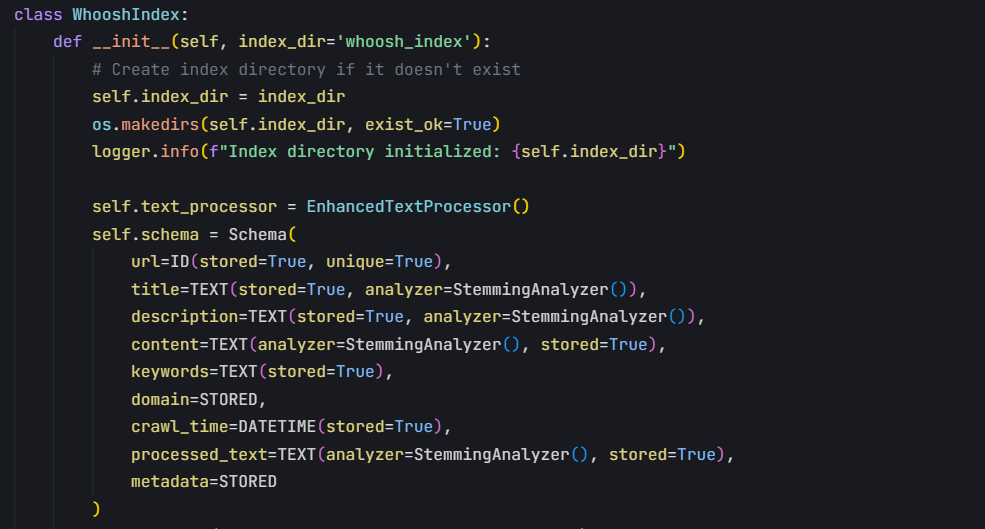 class WhooshIndex:
    def __init__(self, index_dir='whoosh_index'):
        # Create index directory if it doesn't exist
        self.index_dir = index_dir
        os.makedirs(self.index_dir, exist_ok=True)
        logger.info(f"Index directory initialized: {self.index_dir}")

        self.text_processor = EnhancedTextProcessor()
        self.schema = Schema(
            url=ID(stored=True, unique=True),
            title=TEXT(stored=True, analyzer=StemmingAnalyzer()),
            description=TEXT(stored=True, analyzer=StemmingAnalyzer()),
            content=TEXT(analyzer=StemmingAnalyzer(), stored=True),
            keywords=TEXT(stored=True),
            domain=STORED,
            crawl_time=DATETIME(stored=True),
            processed_text=TEXT(analyzer=StemmingAnalyzer(), stored=True),
            metadata=STORED
        )